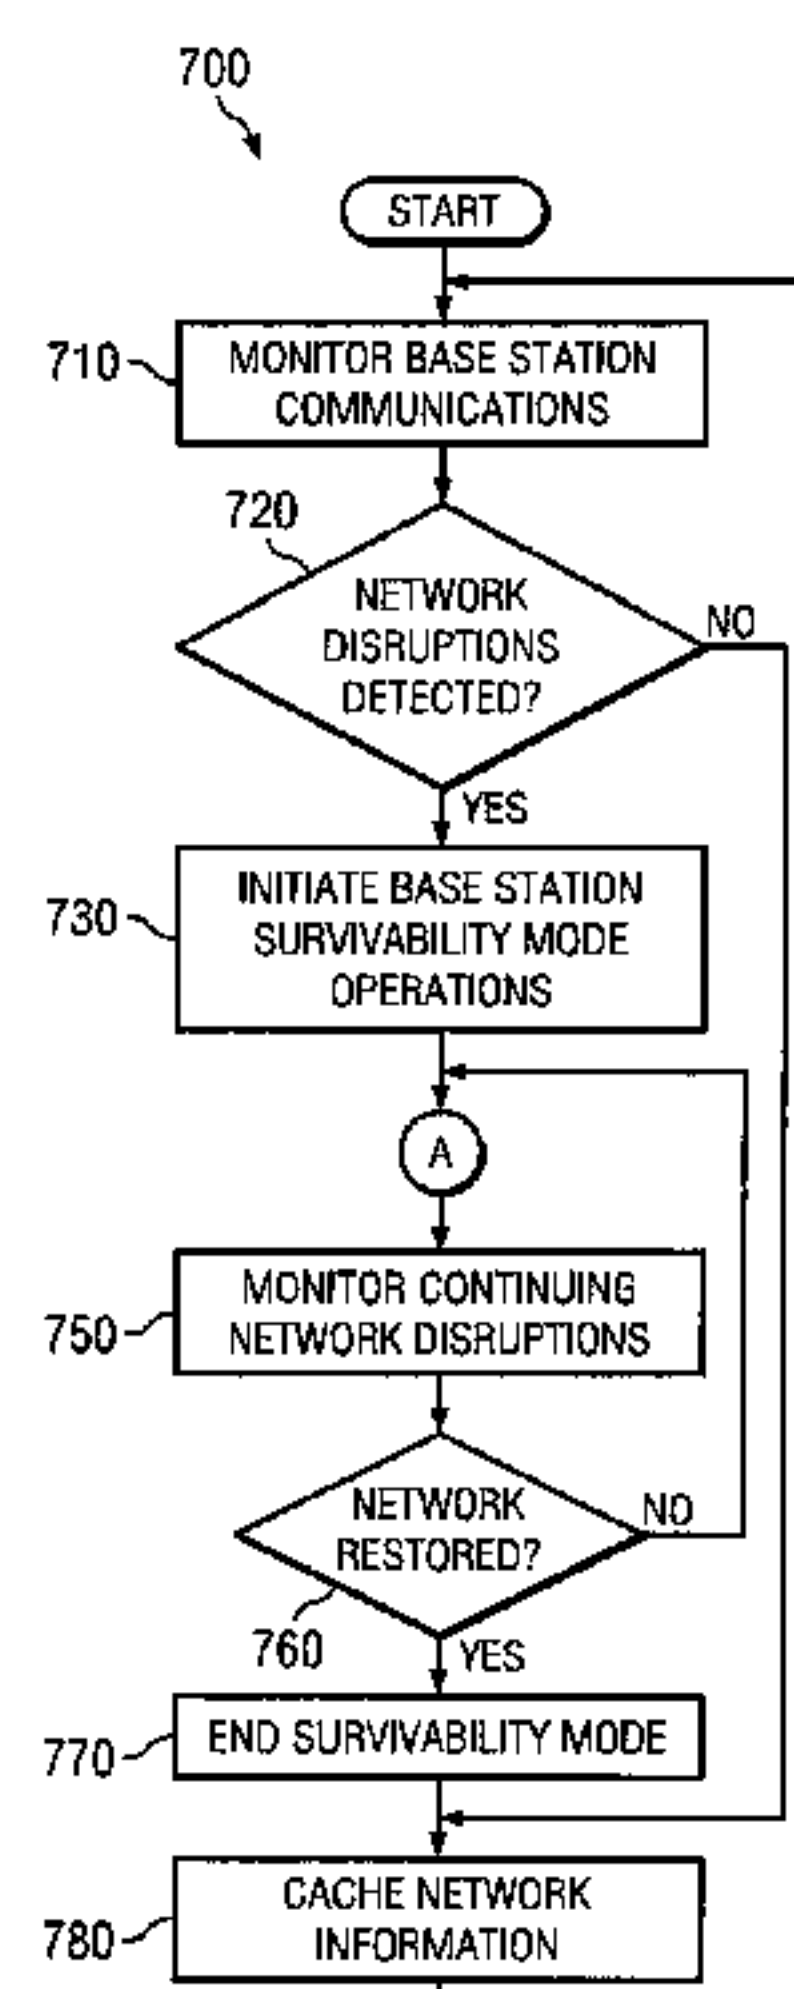 700
START
710
MONITOR BASE STATION
COMMUNICATIONS
720
NETWORK
DISRUPTIONS
DETECTED?
NO
YES
730
INITIATE BASE STATION
SURVIVABILITY MODE
OPERATIONS
A
750
MONITOR CONTINUING
NETWORK DISRUPTIONS
NETWORK
RESTORED?
NO
760
YES
770
END SURVIVABILITY MODE
780
CACHE NETWORK
INFORMATION